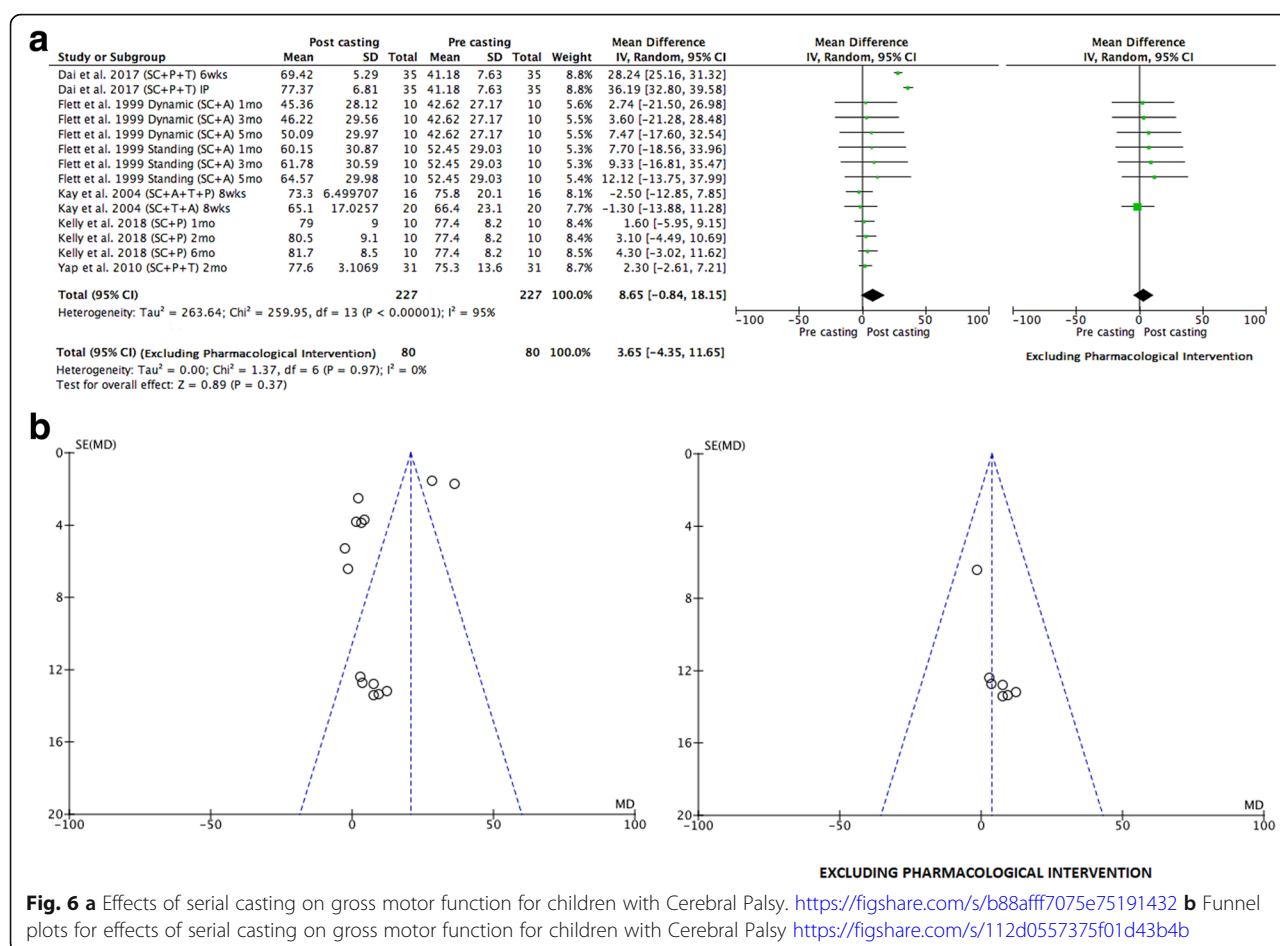 a
Post casting Pre casting Mean Difference Mean Difference Mean Difference
Study or Subgroup Mean SD Total Mean SD Total Weight IV, Random, 95% CI IV, Random, 95% CI IV, Random, 95% CI
Dai et al. 2017 (SC+P+T) 6wks 69.42 5.29 35 41.18 7.63 35 8.8% 28.24 [25.16, 31.32]
Dai et al. 2017 (SC+P+T) IP 77.37 6.81 35 41.18 7.63 35 8.8% 36.19 [32.80, 39.58]
Flett et al. 1999 Dynamic (SC+A) 1mo 45.36 28.12 10 42.62 27.17 10 5.6% 2.74 [-21.50, 26.98]
Flett et al. 1999 Dynamic (SC+A) 3mo 46.22 29.56 10 42.62 27.17 10 5.5% 3.60 [-21.28, 28.48]
Flett et al. 1999 Dynamic (SC+A) 5mo 50.09 29.97 10 42.62 27.17 10 5.5% 7.47 [-17.60, 32.54]
Flett et al. 1999 Standing (SC+A) 1mo 60.15 30.87 10 52.45 29.03 10 5.3% 7.70 [-18.56, 33.96]
Flett et al. 1999 Standing (SC+A) 3mo 61.78 30.59 10 52.45 29.03 10 5.3% 9.33 [-16.81, 35.47]
Flett et al. 1999 Standing (SC+A) 5mo 64.57 29.98 10 52.45 29.03 10 5.4% 12.12 [-13.75, 37.99]
Kay et al. 2004 (SC+A+T+P) 8wks 73.3 6.499707 16 75.8 20.1 16 8.1% -2.50 [-12.85, 7.85]
Kay et al. 2004 (SC+T+A) 8wks 65.1 17.0257 20 66.4 23.1 20 7.7% -1.30 [-13.88, 11.28]
Kelly et al. 2018 (SC+P) 1mo 79 9 10 77.4 8.2 10 8.4% 1.60 [-5.95, 9.15]
Kelly et al. 2018 (SC+P) 2mo 80.5 9.1 10 77.4 8.2 10 8.4% 3.10 [-4.49, 10.69]
Kelly et al. 2018 (SC+P) 6mo 81.7 8.5 10 77.4 8.2 10 8.5% 4.30 [-3.02, 11.62]
Yap et al. 2010 (SC+P+T) 2mo 77.6 3.1069 31 75.3 13.6 31 8.7% 2.30 [-2.61, 7.21]
Total (95% CI) 227 227 100.0% 8.65 [-0.84, 18.15]
Heterogeneity: Tau² = 263.64; Chi² = 259.95, df = 13 (P < 0.00001); I² = 95%
-100 -50 0 50 100 -100 -50 0 50 100
Pre casting Post casting Pre casting Post casting
Total (95% CI) (Excluding Pharmacological Intervention) 80 80 100.0% 3.65 [-4.35, 11.65] Excluding Pharmacological Intervention
Heterogeneity: Tau² = 0.00; Chi² = 1.37, df = 6 (P = 0.97); I² = 0%
Test for overall effect: Z = 0.89 (P = 0.37)
b
SE(MD)
0
4
8
12
16
20
MD
-100 -50 0 50 100
SE(MD)
0
4
8
12
16
20
MD
-100 -50 0 50 100
EXCLUDING PHARMACOLOGICAL INTERVENTION
Fig. 6 a Effects of serial casting on gross motor function for children with Cerebral Palsy. https://figshare.com/s/b88afff7075e75191432 b Funnel
plots for effects of serial casting on gross motor function for children with Cerebral Palsy https://figshare.com/s/112d0557375f01d43b4b